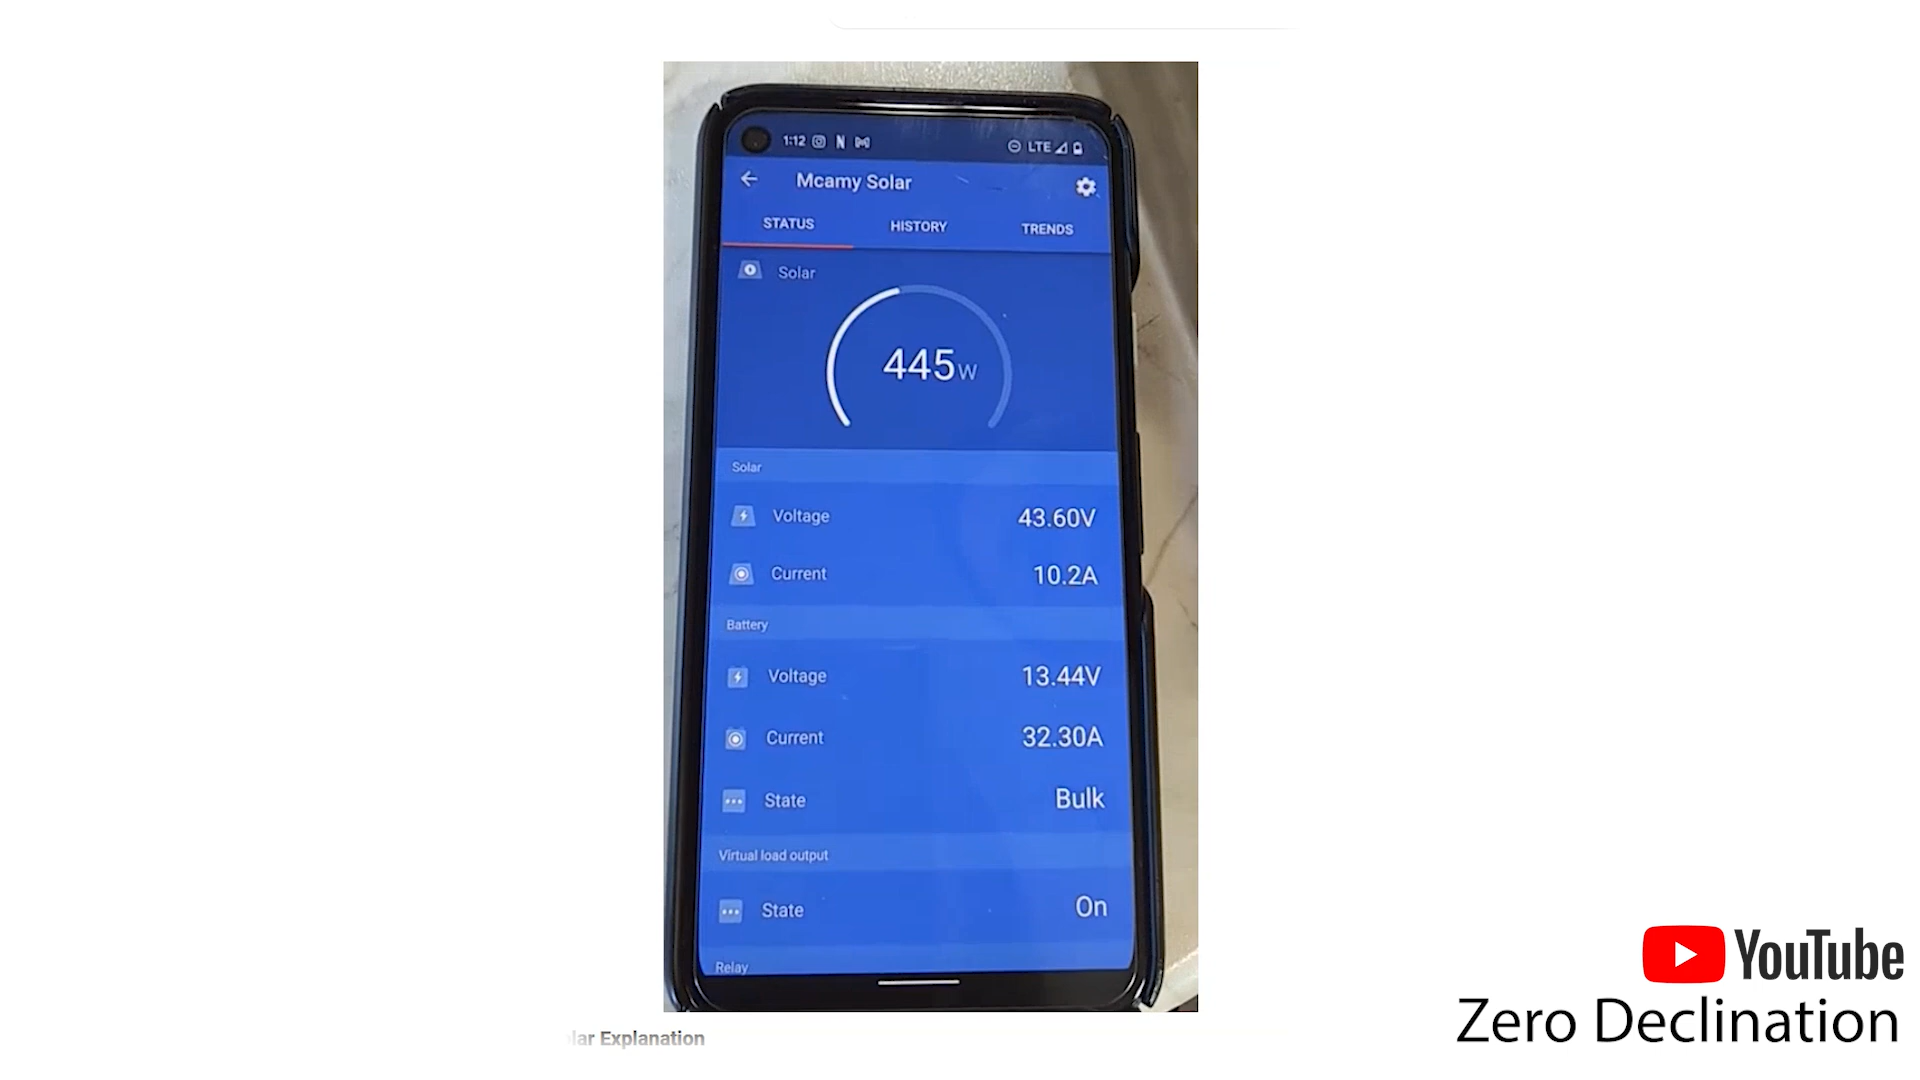 1:12 LTE
Mcamy Solar
STATUS HISTORY TRENDS
Solar
445W
Solar
Voltage 43.60V
Current 10.2A
Battery
Voltage 13.44V
Current 32.30A
State Bulk
Virtual load output
State On
Relay
Explanation
YouTube
Zero Declination